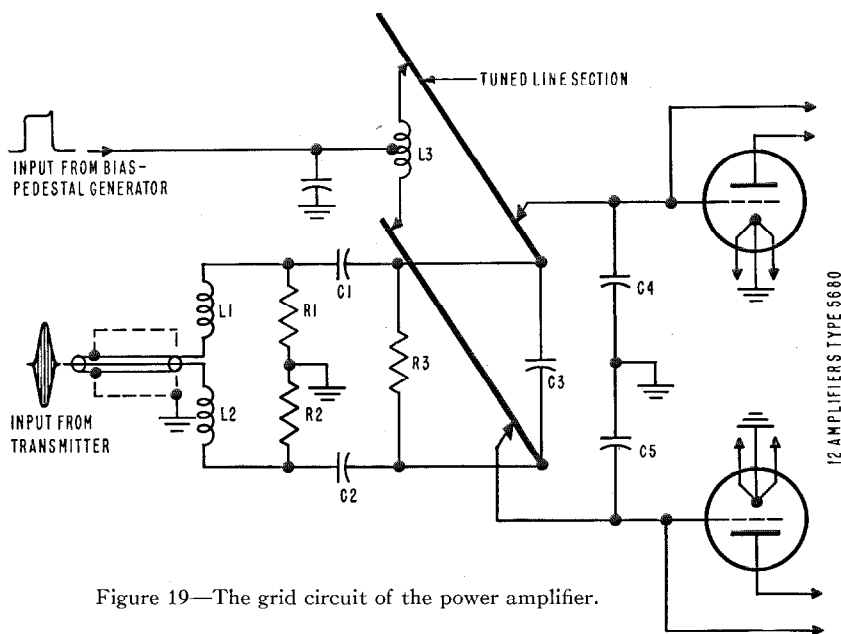 TUNED LINE SECTION
INPUT FROM BIAS-
PEDESTAL GENERATOR
L3
C1
L1
R1
C4
R3
C3
L2
R2
INPUT FROM
TRANSMITTER
C5
C2
12 AMPLIFIERS TYPE 5680
Figure 19—The grid circuit of the power amplifier.